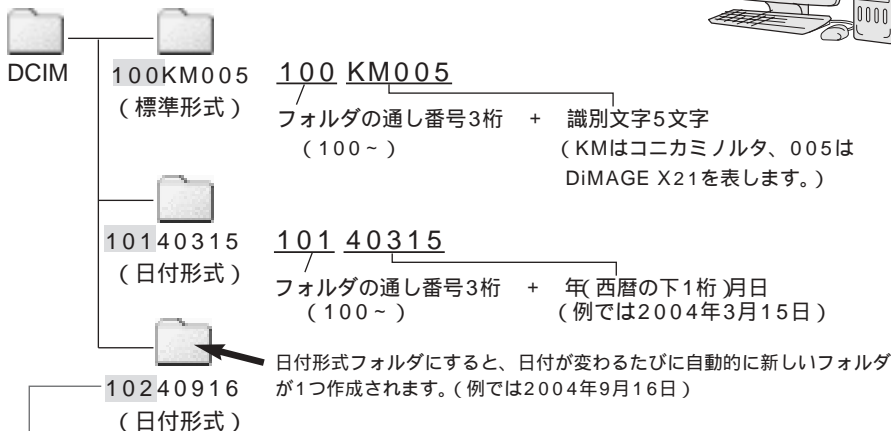 DCIM
100KM005
(標準形式)
100 KM005
フォルダの通し番号3桁 + 識別文字5文字
(100~) (KMはコニカミノルタ、005は
DiMAGE X21を表します。)
10140315
(日付形式)
101 40315
フォルダの通し番号3桁 + 年(西暦の下1桁)月日
(100~) (例では2004年3月15日)
日付形式フォルダにすると、日付が変わるたびに自動的に新しいフォルダ
が1つ作成されます。(例では2004年9月16日)
10240916
(日付形式)